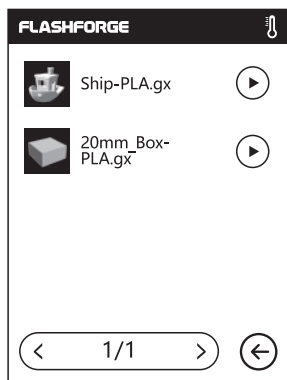 FLASHFORGE
Ship-PLA.gx
20mm_Box-
PLA.gx
1/1